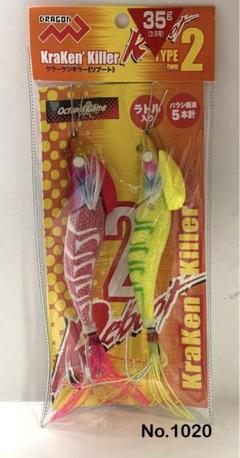 DRAGON
KraKen' Killer
クラーケンキラー(リブート)
35g
(3.5号)
TYPE
Two
2
Octopus Game
ラトル
入り
バラシ軽減
5本針
2
Reboot
KraKen' Killer
No.1020